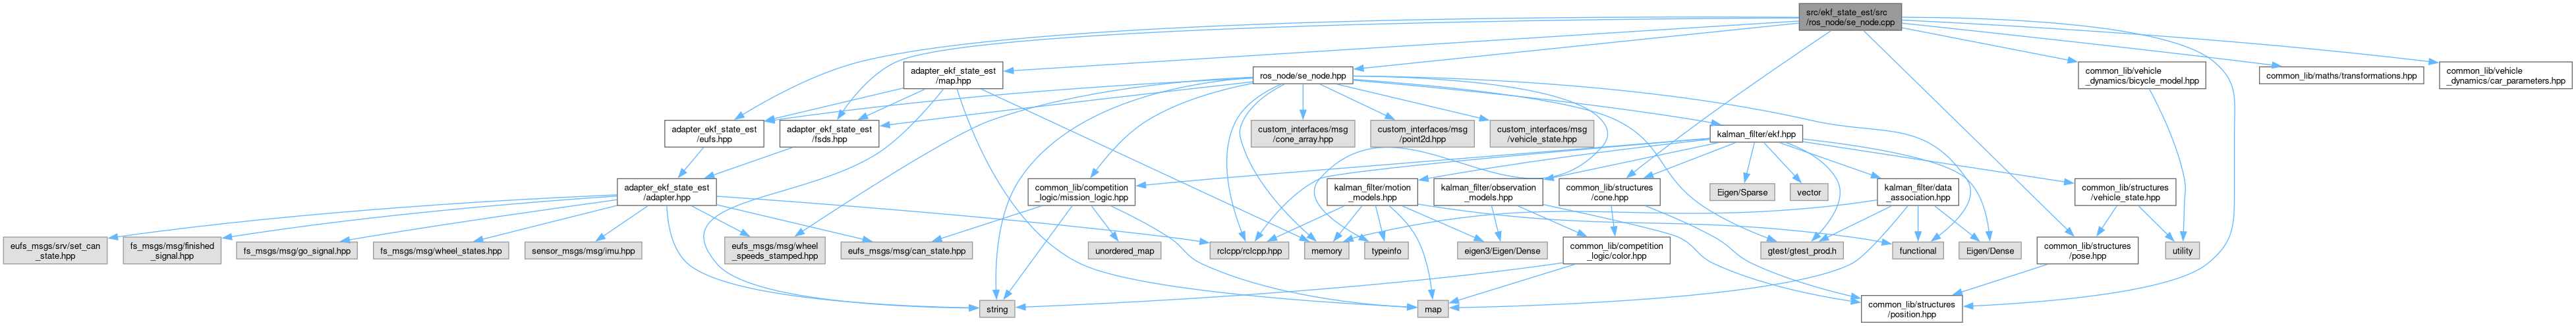 src/ekf_state_est/src
/ros_node/se_node.cpp
adapter_ekf_state_est
/map.hpp
ros_node/se_node.hpp
common_lib/vehicle
_dynamics/bicycle_model.hpp
common_lib/maths/transformations.hpp
common_lib/vehicle
_dynamics/car_parameters.hpp
adapter_ekf_state_est
/eufs.hpp
adapter_ekf_state_est
/fsds.hpp
custom_interfaces/msg
/cone_array.hpp
custom_interfaces/msg
/point2d.hpp
custom_interfaces/msg
/vehicle_state.hpp
kalman_filter/ekf.hpp
adapter_ekf_state_est
/adapter.hpp
common_lib/competition
_logic/mission_logic.hpp
kalman_filter/motion
_models.hpp
kalman_filter/observation
_models.hpp
common_lib/structures
/cone.hpp
Eigen/Sparse
vector
kalman_filter/data
_association.hpp
common_lib/structures
/vehicle_state.hpp
eufs_msgs/srv/set_can
_state.hpp
fs_msgs/msg/finished
_signal.hpp
fs_msgs/msg/go_signal.hpp
fs_msgs/msg/wheel_states.hpp
sensor_msgs/msg/imu.hpp
eufs_msgs/msg/wheel
_speeds_stamped.hpp
eufs_msgs/msg/can_state.hpp
unordered_map
rclcpp/rclcpp.hpp
memory
typeinfo
eigen3/Eigen/Dense
common_lib/competition
_logic/color.hpp
gtest/gtest_prod.h
functional
Eigen/Dense
common_lib/structures
/pose.hpp
utility
string
map
common_lib/structures
/position.hpp